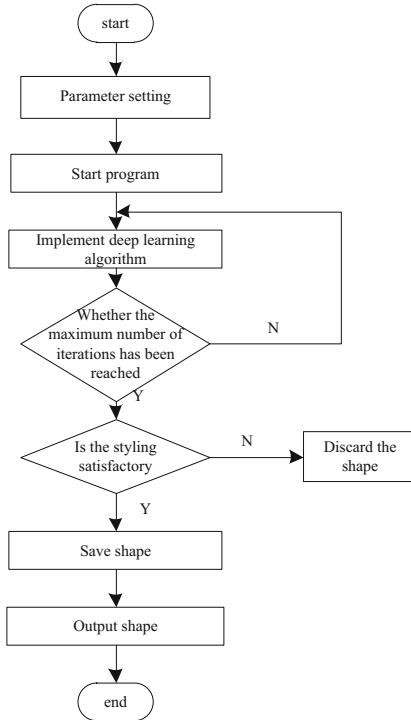 start
Parameter setting
Start program
Implement deep learning
algorithm
Whether the
maximum number of
iterations has been
reached
N
Y
Is the styling
satisfactory
N
Discard the
shape
Y
Save shape
Output shape
end